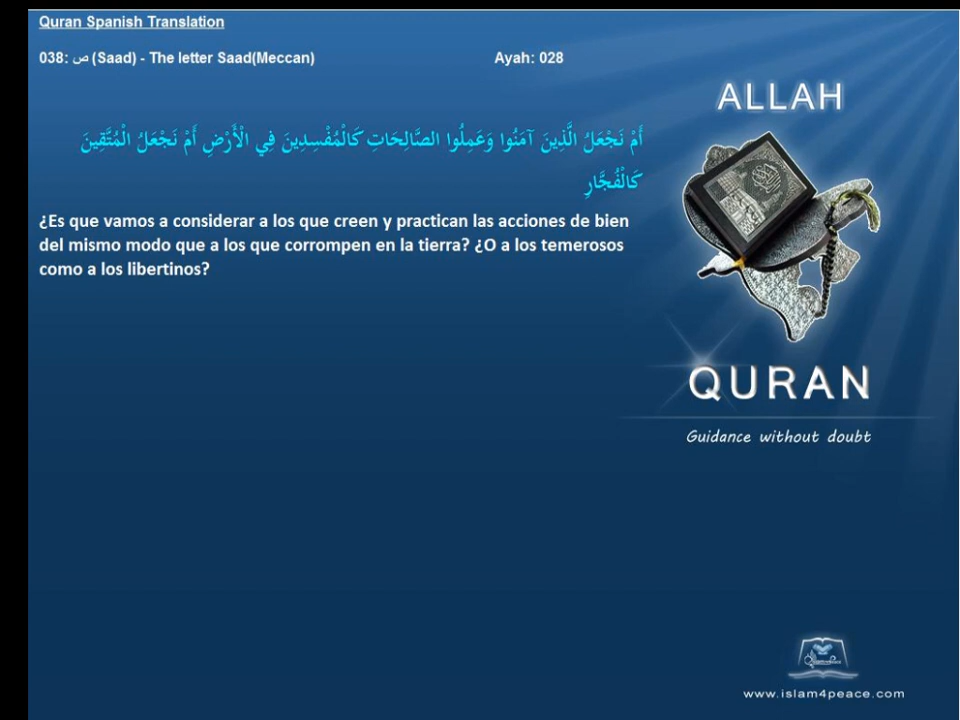 Quran Spanish Translation
038: ص (Saad) - The letter Saad(Meccan) Ayah: 028
أَمْ نَجْعَلُ الَّذِينَ آمَنُوا وَعَمِلُوا الصَّالِحَاتِ كَالْمُفْسِدِينَ فِي الْأَرْضِ أَمْ نَجْعَلُ الْمُتَّقِينَ
كَالْفُجَّارِ
¿Es que vamos a considerar a los que creen y practican las acciones de bien
del mismo modo que a los que corrompen en la tierra? ¿O a los temerosos
como a los libertinos?
ALLAH
QURAN
Guidance without doubt
www.islam4peace.com